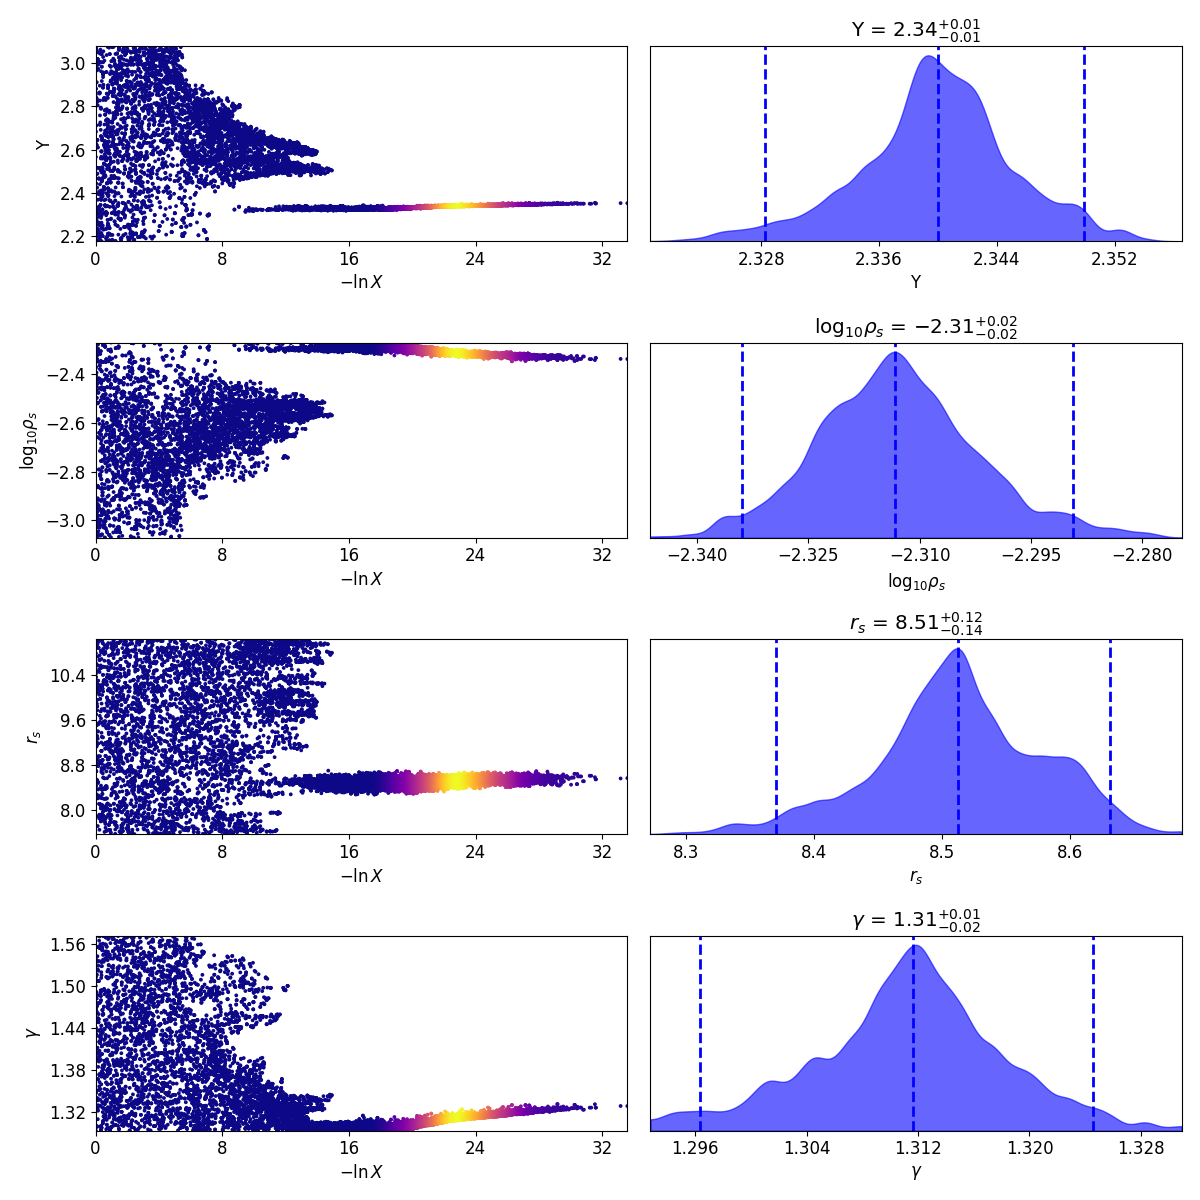 Y = 2.34 +0.01 −0.01
3.0
2.8
2.6
2.4
2.2
Y
0 8 16 24 32
−ln X
2.328 2.336 2.344 2.352
Y
log₁₀ρₛ = −2.31 +0.02 −0.02
−2.4
−2.6
−2.8
−3.0
log₁₀ρₛ
0 8 16 24 32
−ln X
−2.340 −2.325 −2.310 −2.295 −2.280
log₁₀ρₛ
rₛ = 8.51 +0.12 −0.14
10.4
9.6
8.8
8.0
rₛ
0 8 16 24 32
−ln X
8.3 8.4 8.5 8.6
rₛ
γ = 1.31 +0.01 −0.02
1.56
1.50
1.44
1.38
1.32
γ
0 8 16 24 32
−ln X
1.296 1.304 1.312 1.320 1.328
γ